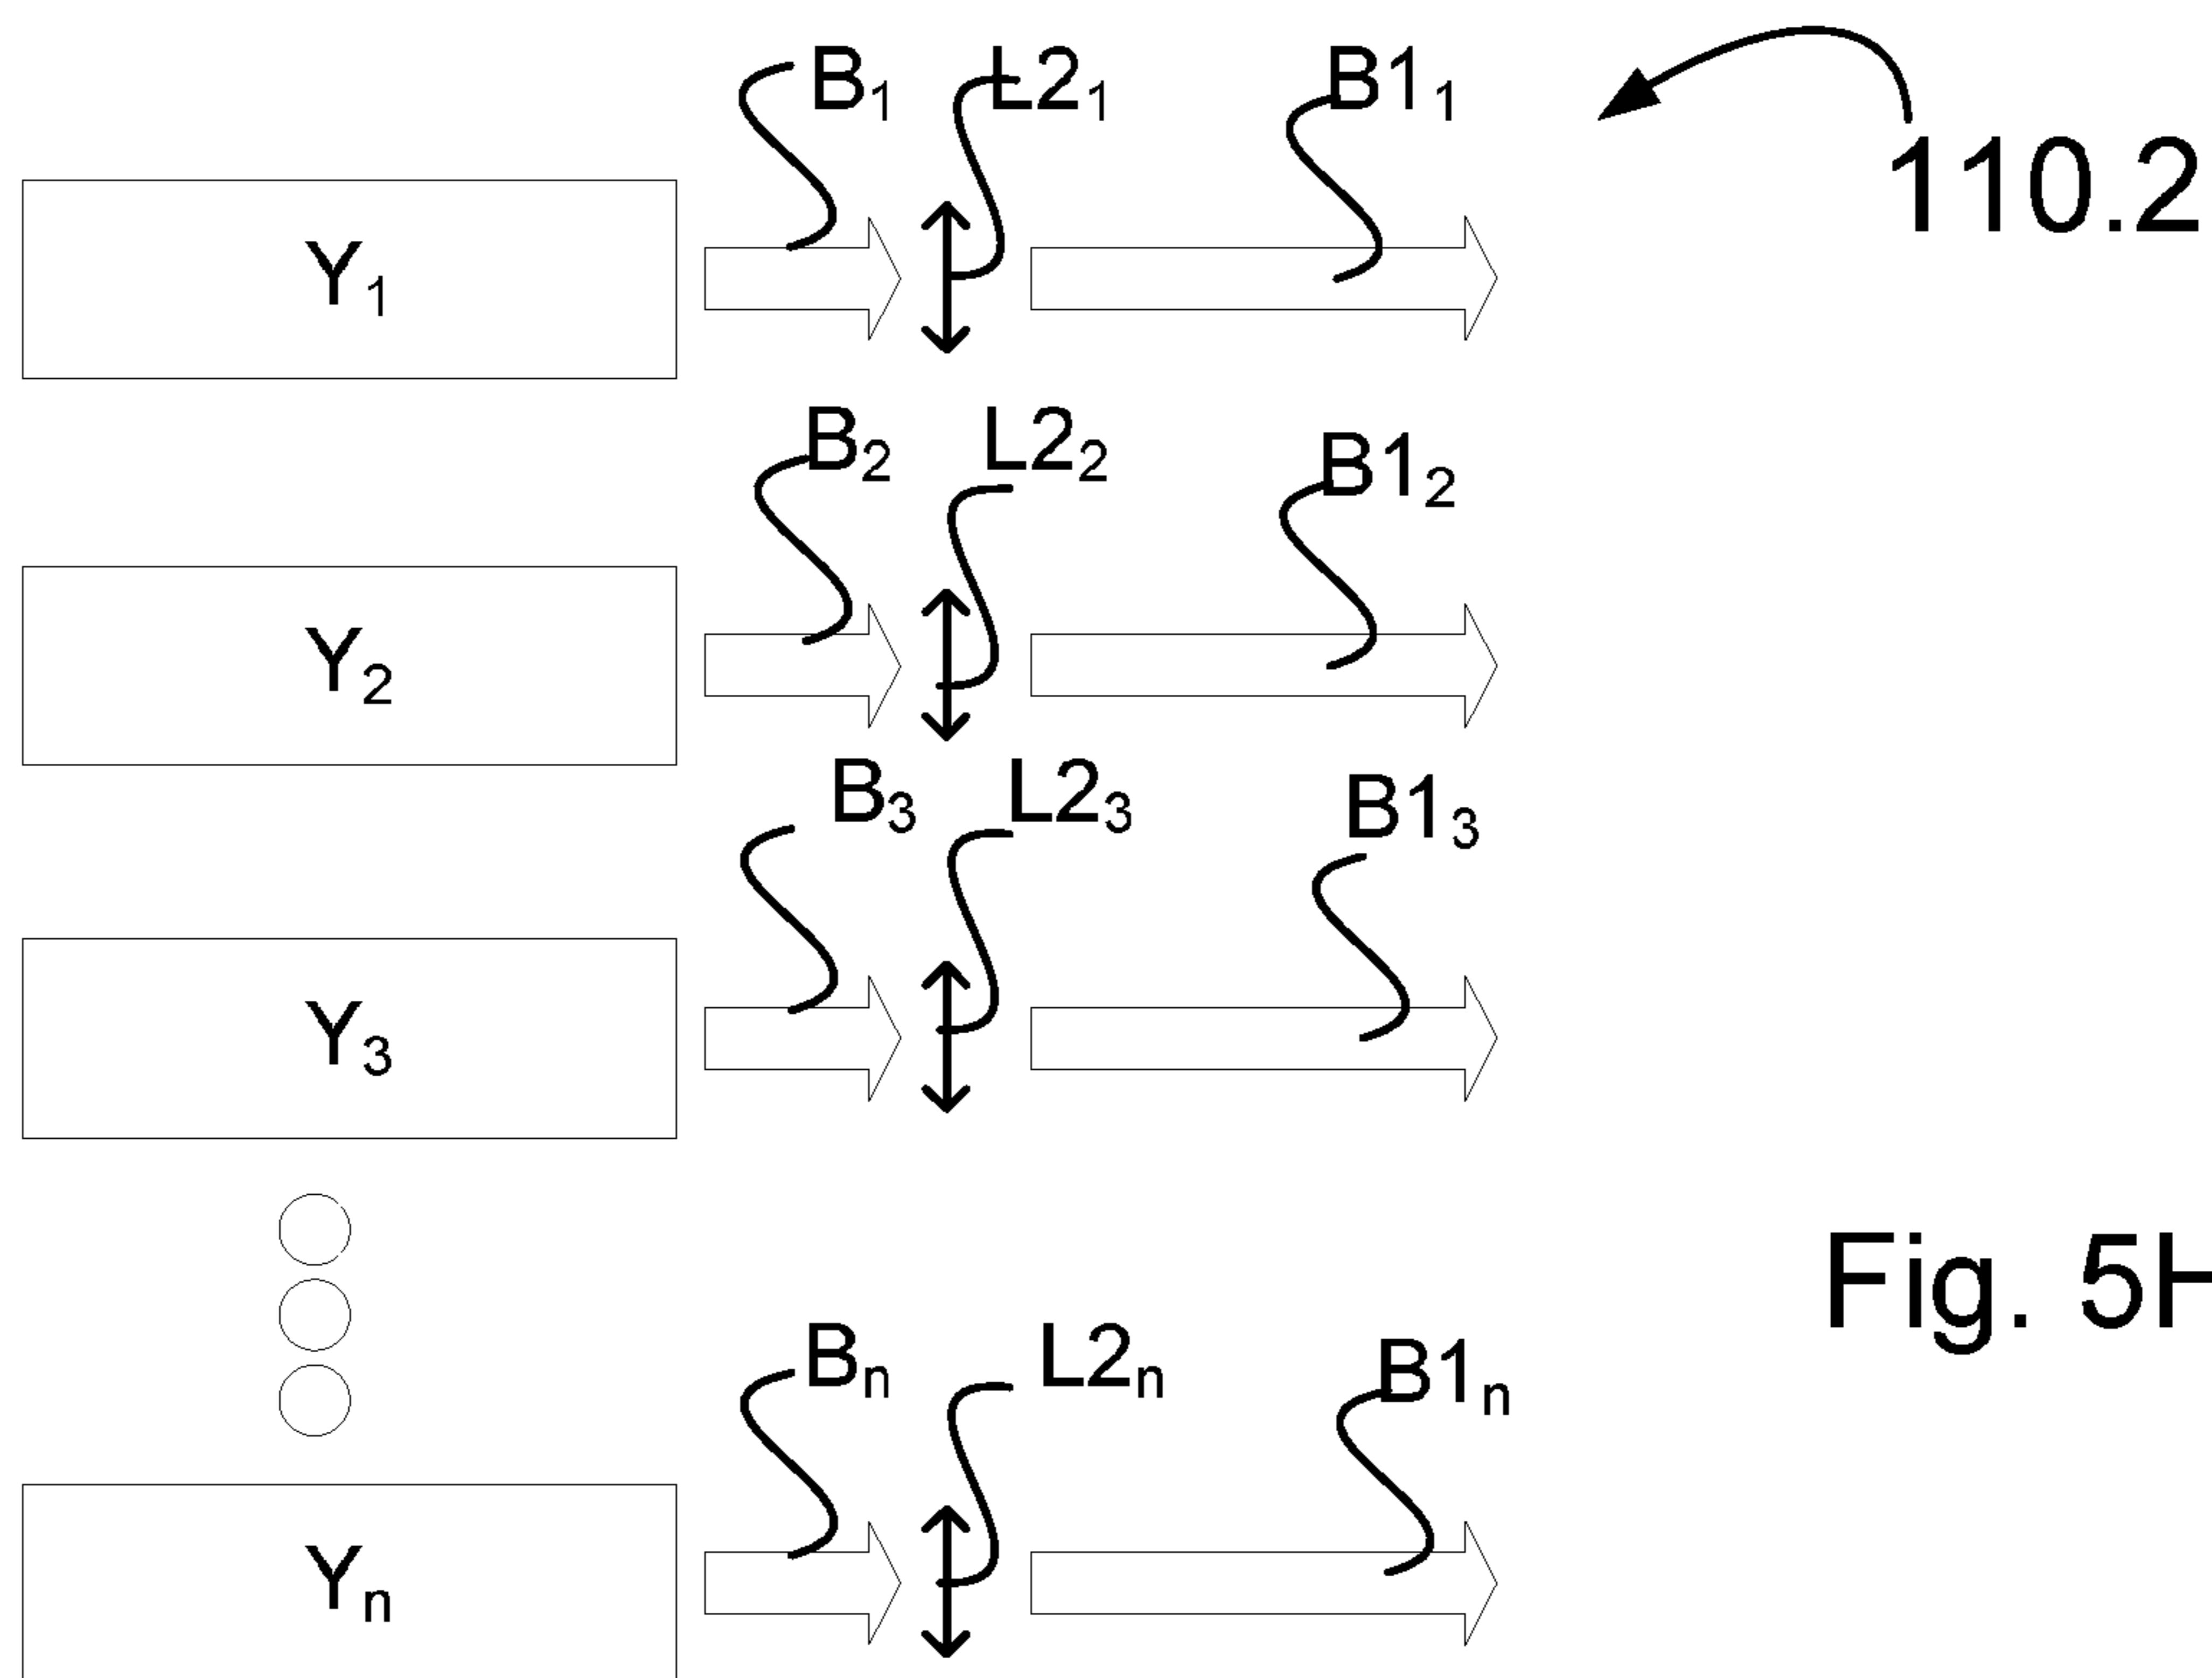 B₁ L2₁ B1₁
110.2
Y₁
B₂ L2₂ B1₂
Y₂
B₃ L2₃ B1₃
Y₃
Fig. 5H
Bₙ L2ₙ B1ₙ
Yₙ